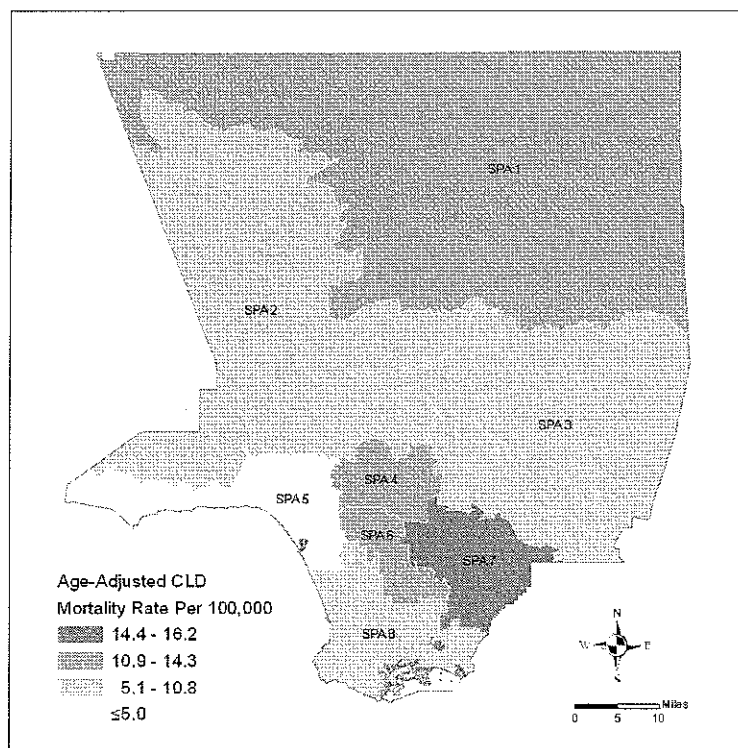 SPA 1
SPA 2
SPA 3
SPA 4
SPA 5
SPA 6
SPA 7
SPA 8
Age-Adjusted CLD
Mortality Rate Per 100,000
14.4 - 16.2
10.9 - 14.3
5.1 - 10.8
≤5.0
N
W E
S
Miles
0 5 10